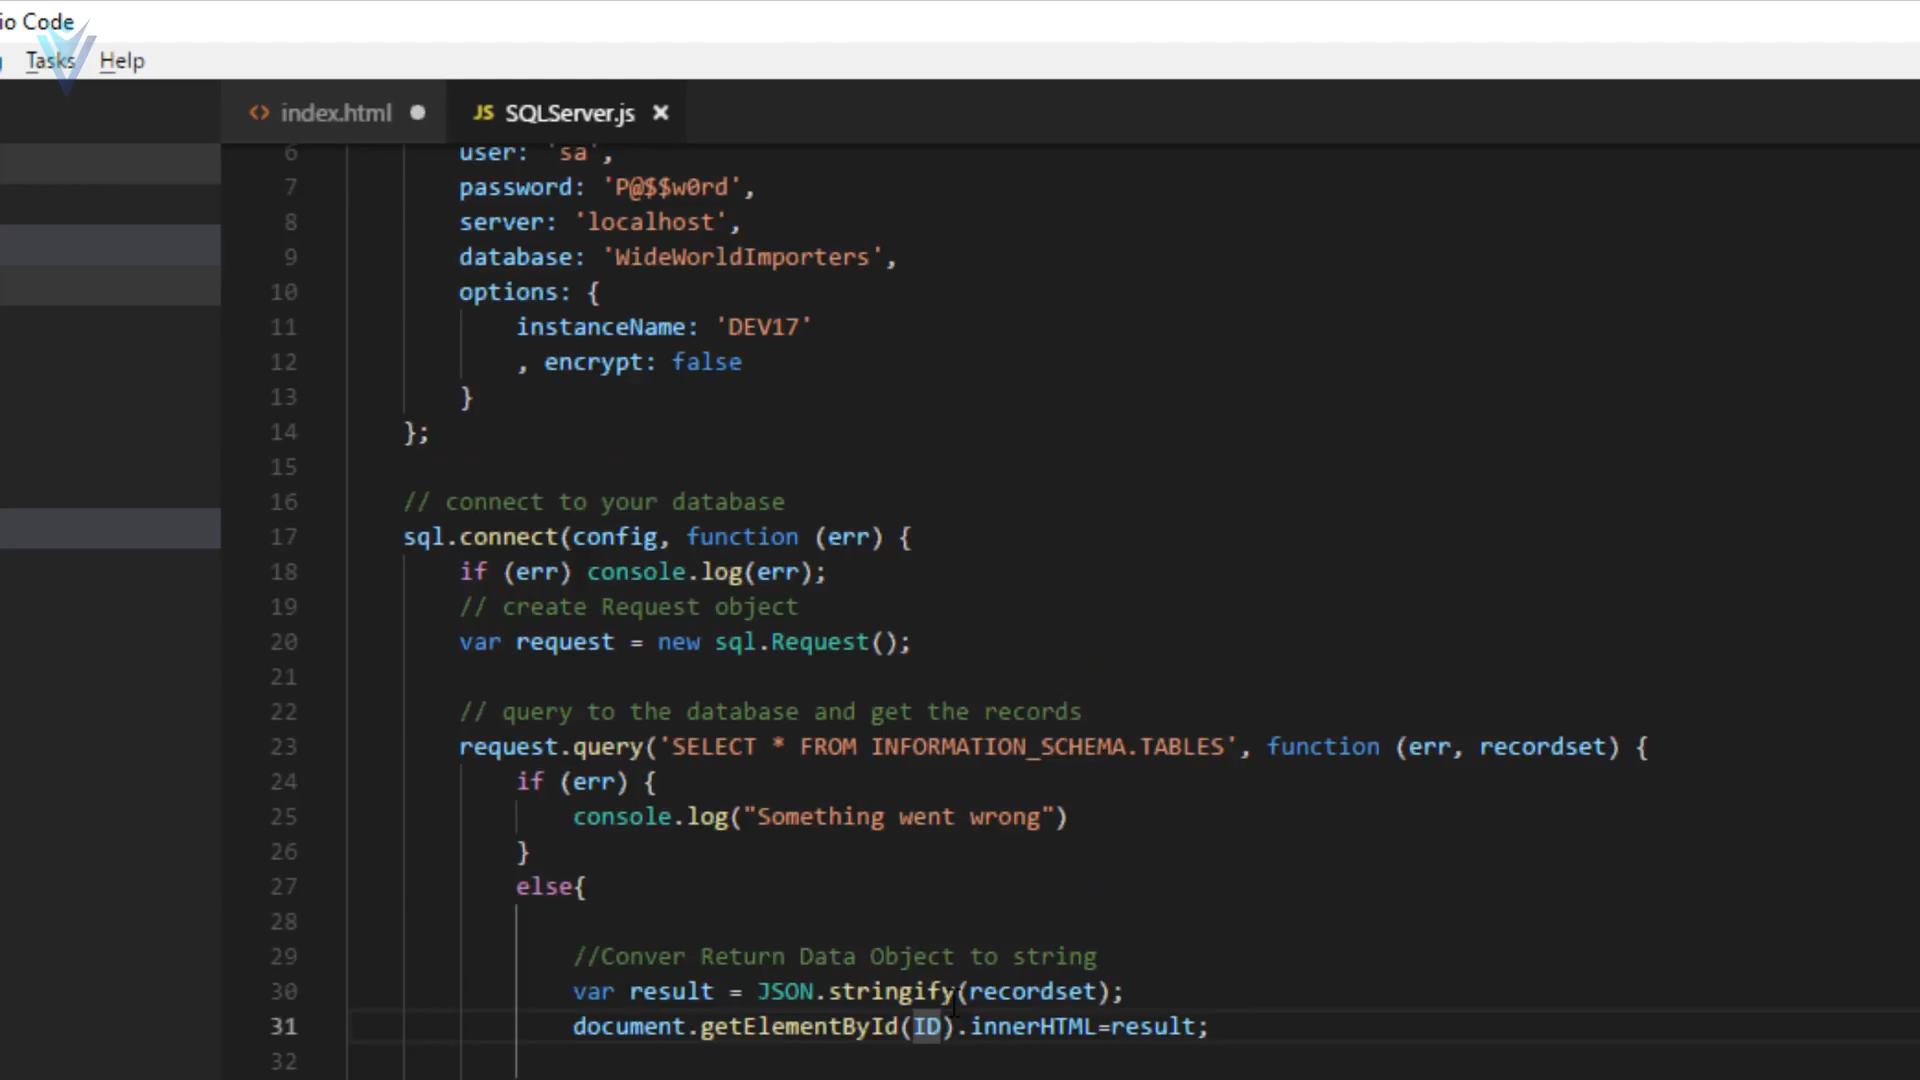 io Code
Tasks Help
<> index.html ● JS SQLServer.js ×
6 user: 'sa',
7 password: 'P@$$w0rd',
8 server: 'localhost',
9 database: 'WideWorldImporters',
10 options: {
11 instanceName: 'DEV17'
12 , encrypt: false
13 }
14 };
15
16 // connect to your database
17 sql.connect(config, function (err) {
18 if (err) console.log(err);
19 // create Request object
20 var request = new sql.Request();
21
22 // query to the database and get the records
23 request.query('SELECT * FROM INFORMATION_SCHEMA.TABLES', function (err, recordset) {
24 if (err) {
25 console.log("Something went wrong")
26 }
27 else{
28
29 //Conver Return Data Object to string
30 var result = JSON.stringify(recordset);
31 document.getElementById(ID).innerHTML=result;
32